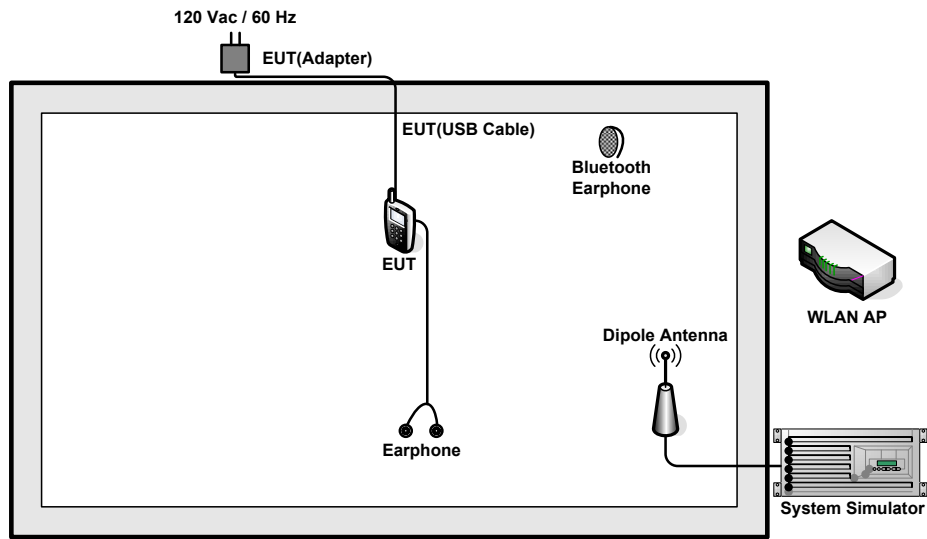 120 Vac / 60 Hz
EUT(Adapter)
EUT(USB Cable)
Bluetooth
Earphone
EUT
WLAN AP
Dipole Antenna
Earphone
System Simulator